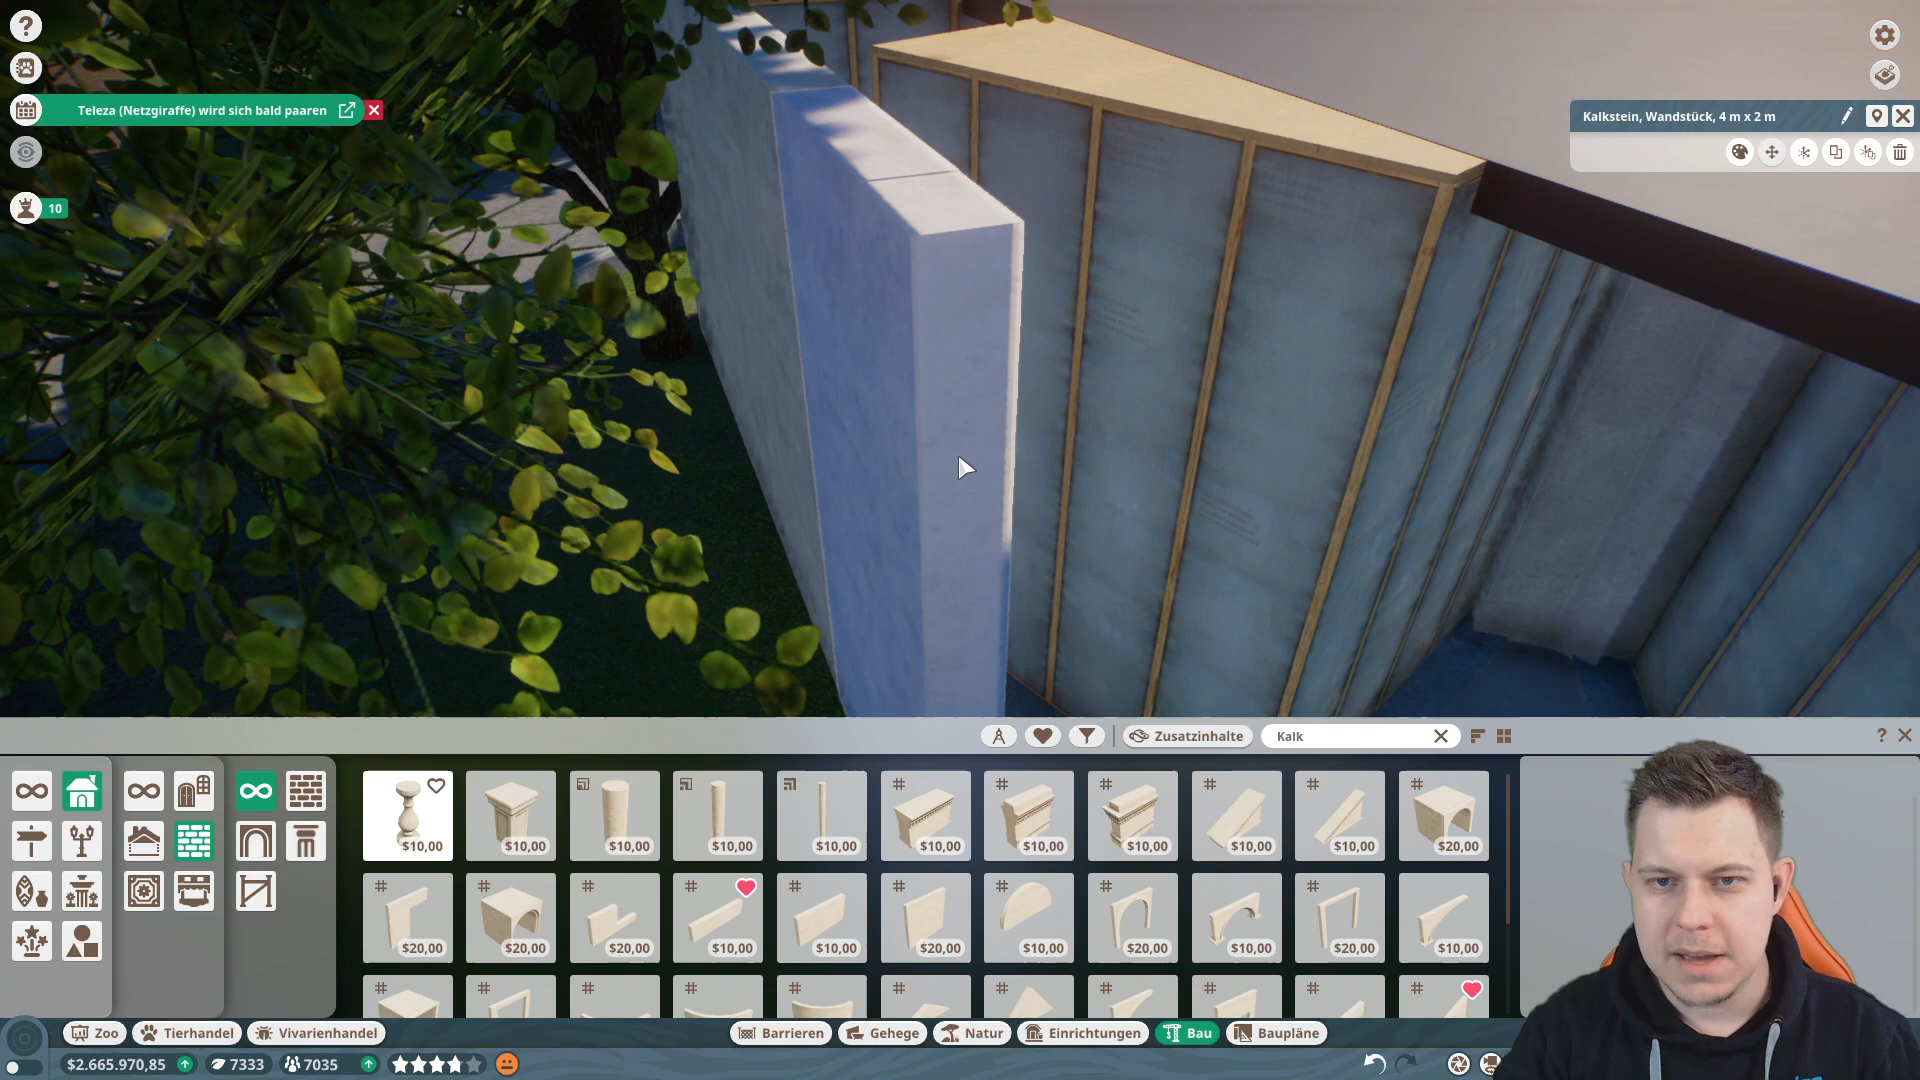 ?
Teleza (Netzgiraffe) wird sich bald paaren
10
Kalkstein, Wandstück, 4 m x 2 m
Zusatzinhalte
Kalk
?
$10,00 $10,00 $10,00 $10,00 $10,00 $10,00 $10,00 $10,00 $10,00 $10,00 $20,00
$20,00 $20,00 $20,00 $10,00 $10,00 $20,00 $10,00 $20,00 $10,00 $20,00 $10,00
Zoo Tierhandel Vivarienhandel Barrieren Gehege Natur Einrichtungen Bau Baupläne
$2.665.970,85 7333 7035